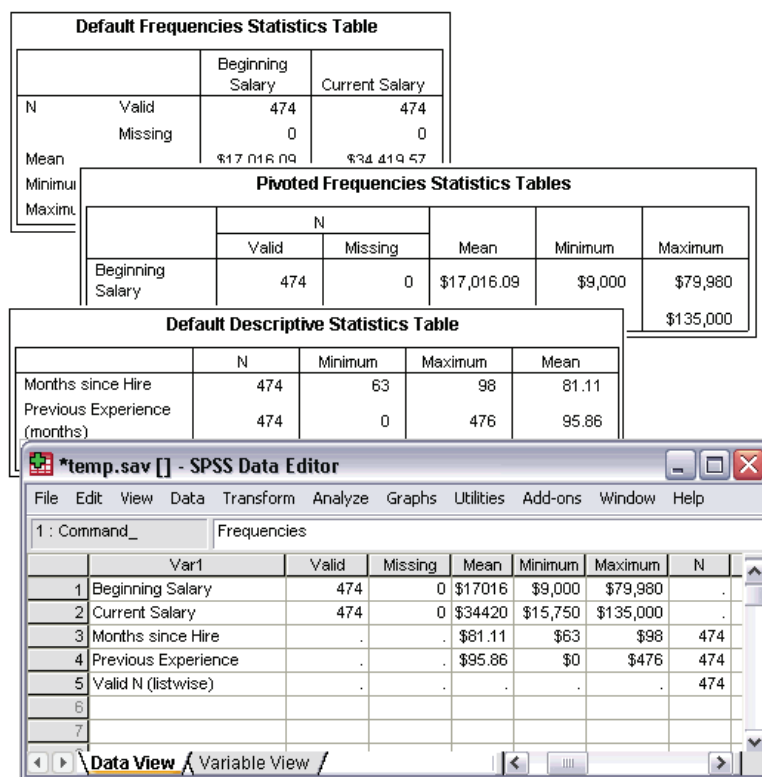 Default Frequencies Statistics Table
Beginning Salary Current Salary
N Valid 474 474
Missing 0 0
Mean $17,016.09 $34,419.57
Pivoted Frequencies Statistics Tables
N
Valid Missing Mean Minimum Maximum
Beginning Salary 474 0 $17,016.09 $9,000 $79,980
$135,000
Default Descriptive Statistics Table
N Minimum Maximum Mean
Months since Hire 474 63 98 81.11
Previous Experience (months) 474 0 476 95.86
*temp.sav [] - SPSS Data Editor
File Edit View Data Transform Analyze Graphs Utilities Add-ons Window Help
1 : Command_ Frequencies
Var1 Valid Missing Mean Minimum Maximum N
1 Beginning Salary 474 0 $17016 $9,000 $79,980 .
2 Current Salary 474 0 $34420 $15,750 $135,000 .
3 Months since Hire . . $81.11 $63 $98 474
4 Previous Experience . . $95.86 $0 $476 474
5 Valid N (listwise) . . . . . 474
6
7
Data View Variable View